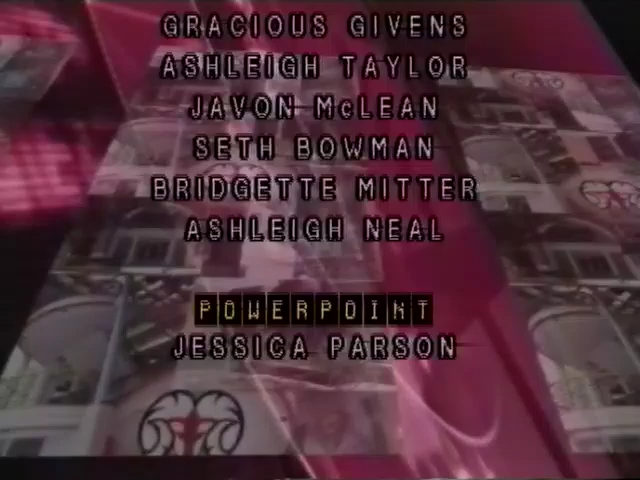 GRACIOUS GIVENS
ASHLEIGH TAYLOR
JAVON McLEAN
SETH BOWMAN
BRIDGETTE MITTER
ASHLEIGH NEAL
POWERPOINT
JESSICA PARSON